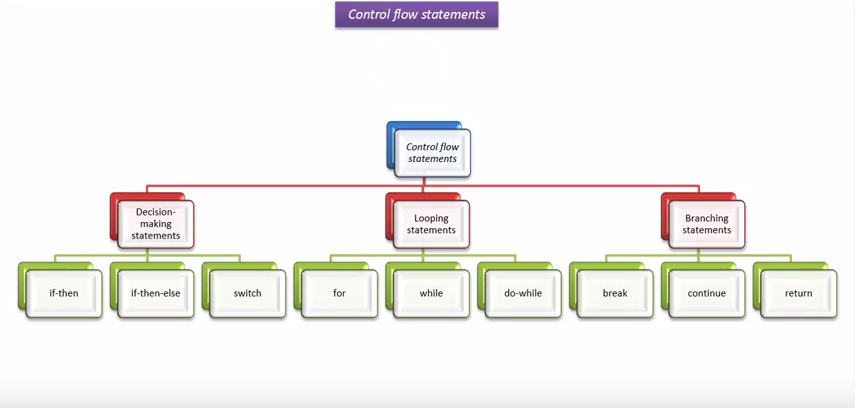 Control flow statements
Control flow
statements
Decision-
making
statements
Looping
statements
Branching
statements
if-then
if-then-else
switch
for
while
do-while
break
continue
return